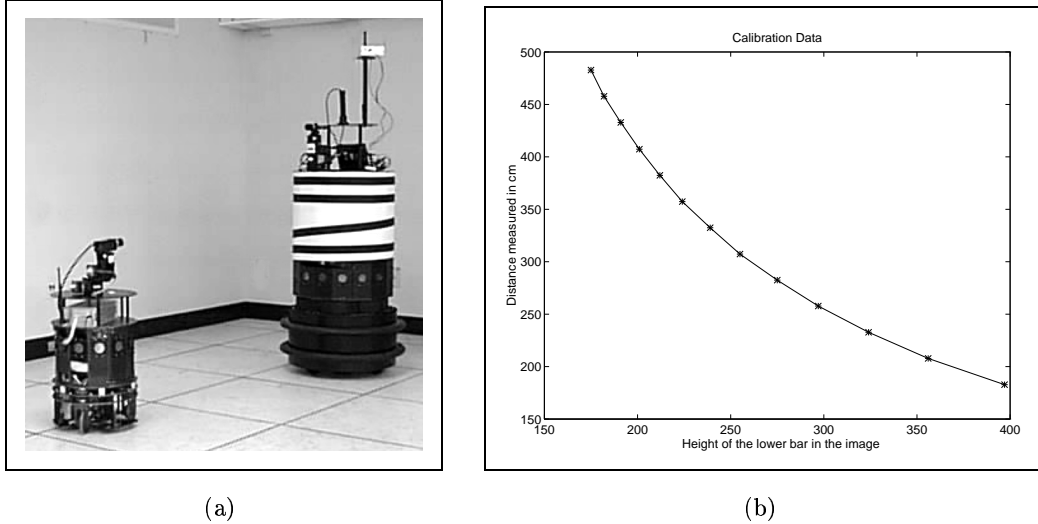 Calibration Data
500
450
400
350
300
250
200
150
Distance measured in cm
150
200
250
300
350
400
Height of the lower bar in the image
(a)
(b)